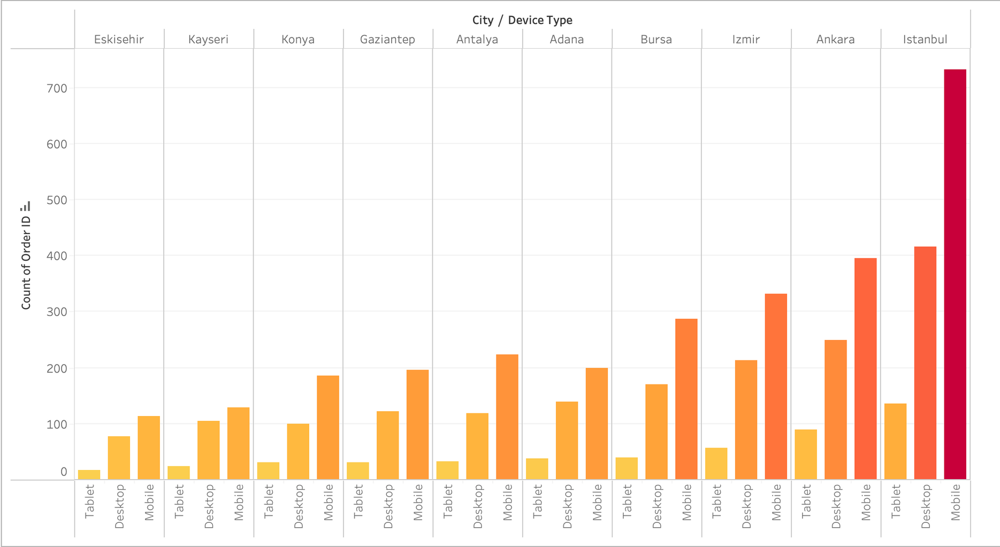 City / Device Type
Eskisehir Kayseri Konya Gaziantep Antalya Adana Bursa Izmir Ankara Istanbul
Count of Order ID
700
600
500
400
300
200
100
0
Tablet Desktop Mobile Tablet Desktop Mobile Tablet Desktop Mobile Tablet Desktop Mobile Tablet Desktop Mobile Tablet Desktop Mobile Tablet Desktop Mobile Tablet Desktop Mobile Tablet Desktop Mobile Tablet Desktop Mobile